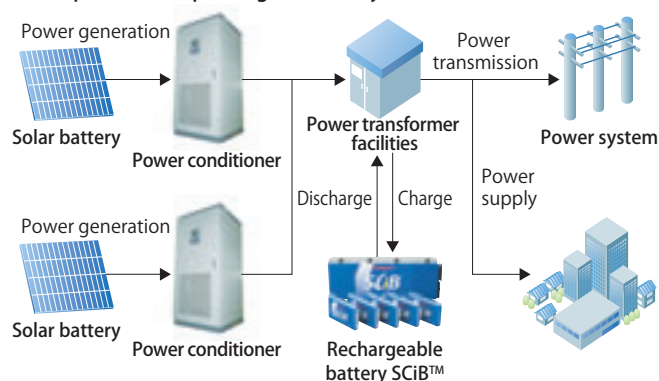 Power generation
Solar battery
Power conditioner
Power transformer
facilities
Power
transmission
Power system
Discharge
Charge
Power
supply
Power generation
Solar battery
Power conditioner
SCiB
Rechargeable
battery SCiB™